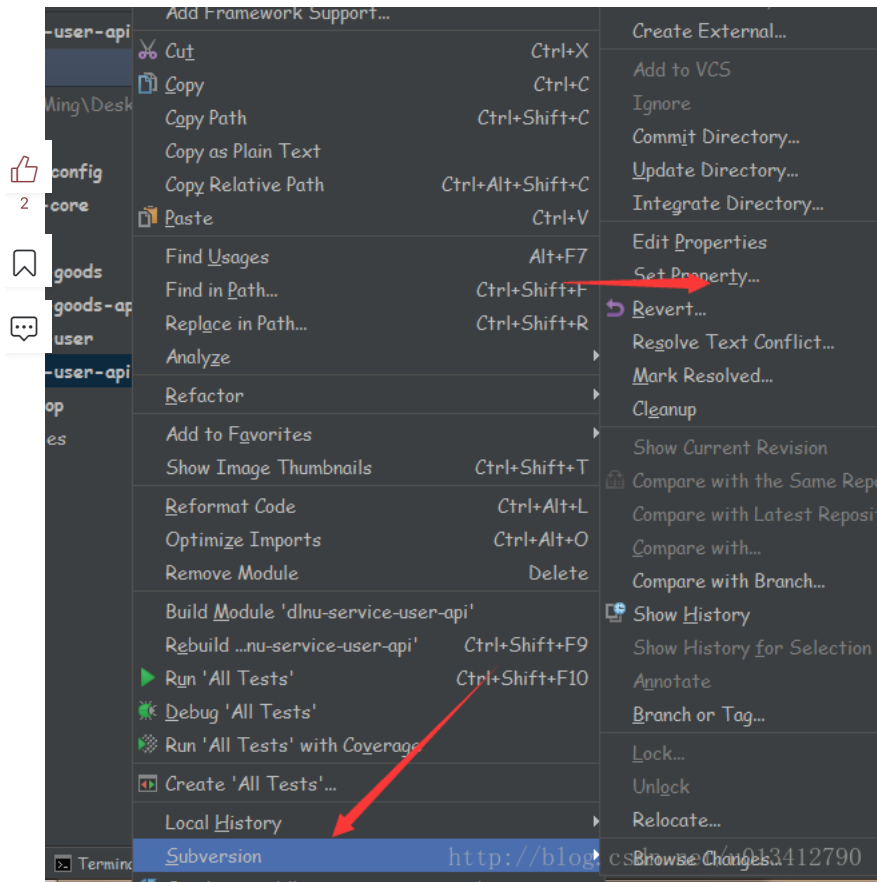 -user-api
Ming\Desk
config
-core
goods
goods-ap
user
-user-api
op
es
Terminc
2
Add Framework Support...
Cut Ctrl+X
Copy Ctrl+C
Copy Path Ctrl+Shift+C
Copy as Plain Text
Copy Relative Path Ctrl+Alt+Shift+C
Paste Ctrl+V
Find Usages Alt+F7
Find in Path... Ctrl+Shift+F
Replace in Path... Ctrl+Shift+R
Analyze
Refactor
Add to Favorites
Show Image Thumbnails Ctrl+Shift+T
Reformat Code Ctrl+Alt+L
Optimize Imports Ctrl+Alt+O
Remove Module Delete
Build Module 'dlnu-service-user-api'
Rebuild ...nu-service-user-api' Ctrl+Shift+F9
Run 'All Tests' Ctrl+Shift+F10
Debug 'All Tests'
Run 'All Tests' with Coverage
Create 'All Tests'...
Local History
Subversion
Create External...
Add to VCS
Ignore
Commit Directory...
Update Directory...
Integrate Directory...
Edit Properties
Set Property...
Revert...
Resolve Text Conflict...
Mark Resolved...
Cleanup
Show Current Revision
Compare with the Same Repo
Compare with Latest Reposi
Compare with...
Compare with Branch...
Show History
Show History for Selection
Annotate
Branch or Tag...
Lock...
Unlock
Relocate...
Browse Changes...
http://blog.csdn.net/u013412790